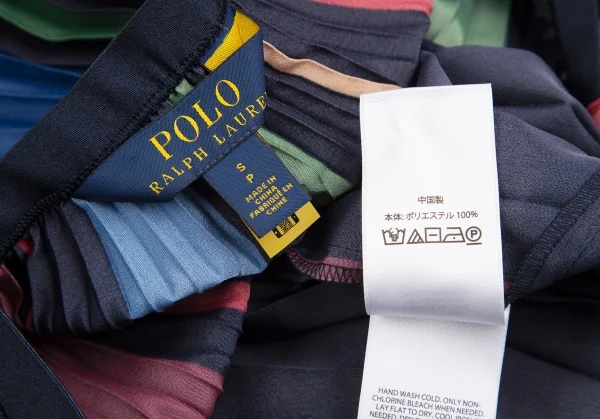 POLO
RALPH LAURE
S
P
MADE IN
CHINA
FABRIQUÉ EN
CHINE
中国製
本体: ポリエステル 100%
HAND WASH COLD. ONLY NON-
CHLORINE BLEACH WHEN NEEDED.
LAY FLAT TO DRY. COOL IRON